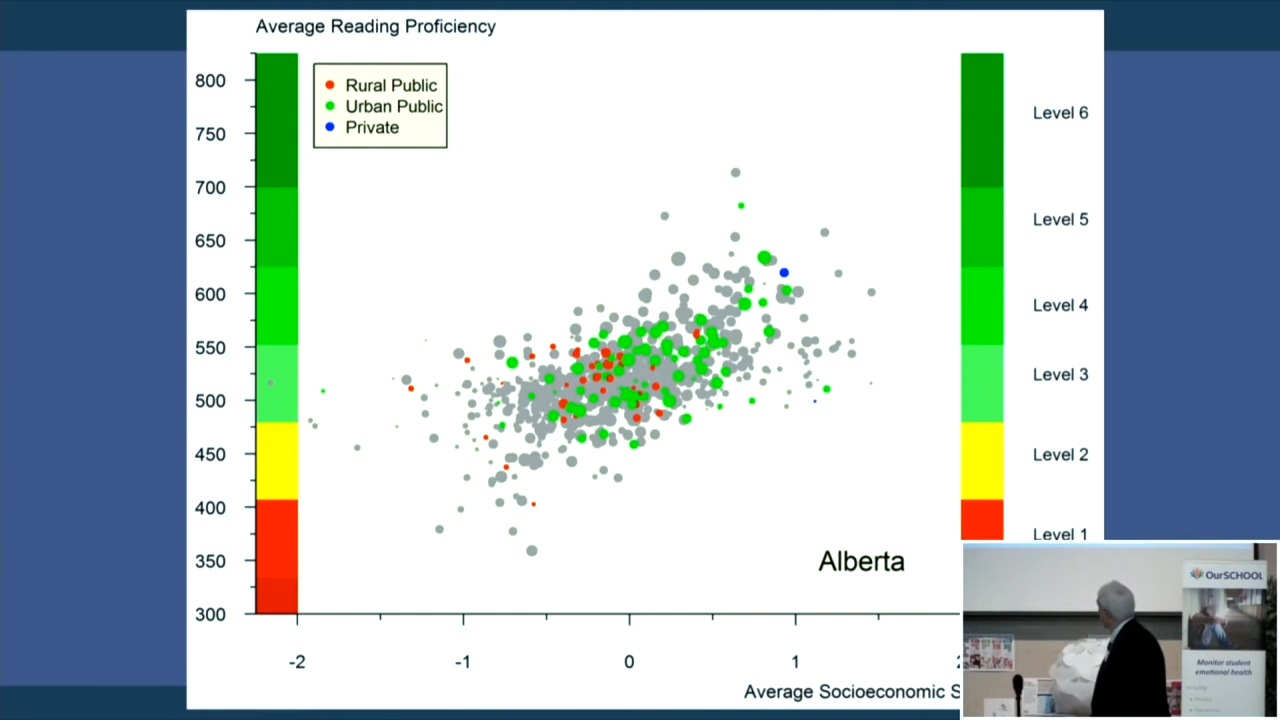 Average Reading Proficiency
Rural Public
Urban Public
Private
800
750
700
650
600
550
500
450
400
350
300
Level 6
Level 5
Level 4
Level 3
Level 2
Level 1
Alberta
-2
-1
0
1
2
Average Socioeconomic S
OurSCHOOL
Monitor student
emotional health